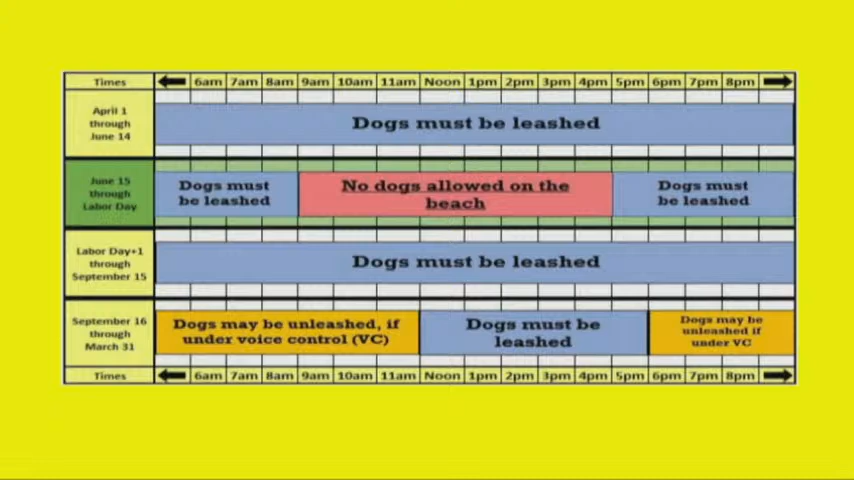 Times 6am 7am 8am 9am 10am 11am Noon 1pm 2pm 3pm 4pm 5pm 6pm 7pm 8pm
April 1
through
June 14
Dogs must be leashed
June 15
through
Labor Day
Dogs must
be leashed
No dogs allowed on the
beach
Dogs must
be leashed
Labor Day+1
through
September 15
Dogs must be leashed
September 16
through
March 31
Dogs may be unleashed, if
under voice control (VC)
Dogs must be
leashed
Dogs may be
unleashed if
under VC
Times 6am 7am 8am 9am 10am 11am Noon 1pm 2pm 3pm 4pm 5pm 6pm 7pm 8pm